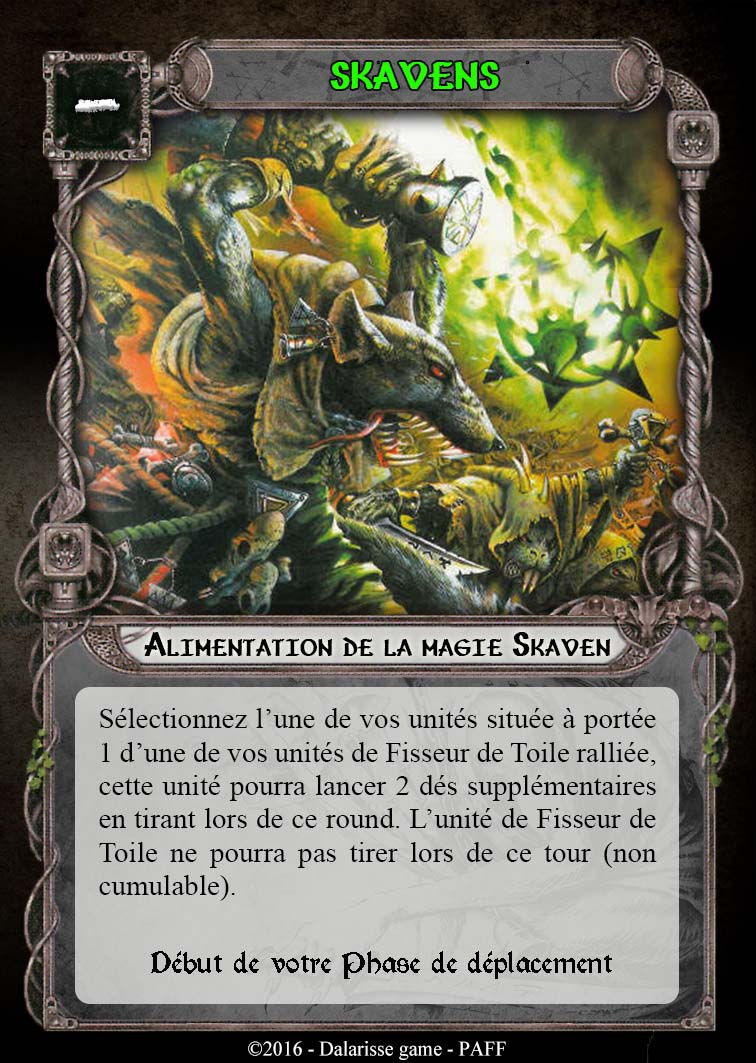 SKAVENS
-
Alimentation de la magie Skaven
Sélectionnez l’une de vos unités située à portée
1 d’une de vos unités de Fisseur de Toile ralliée,
cette unité pourra lancer 2 dés supplémentaires
en tirant lors de ce round. L’unité de Fisseur de
Toile ne pourra pas tirer lors de ce tour (non
cumulable).
Début de votre Phase de déplacement
©2016 - Dalarisse game - PAFF